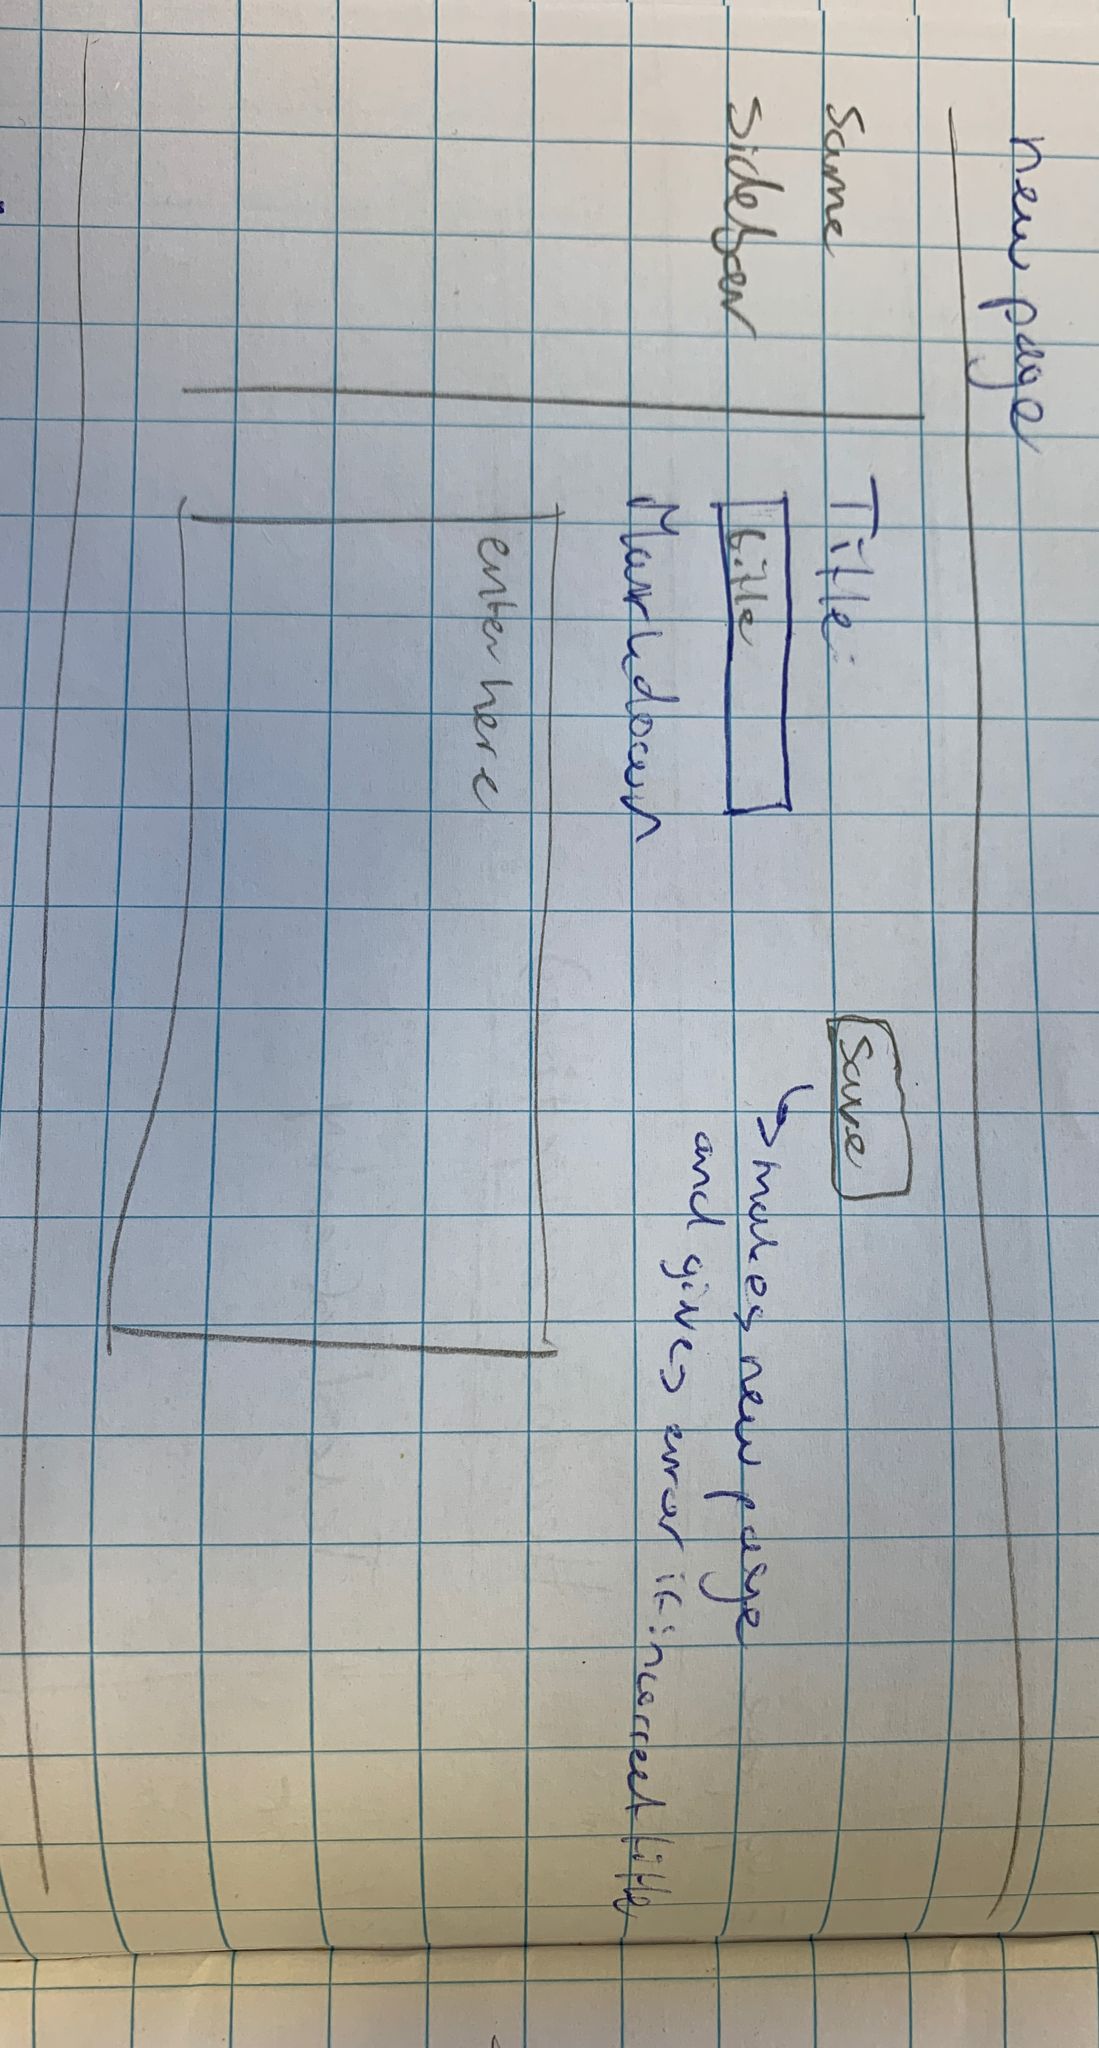 new page
Same
sidebar
Title:
title
Markdown
enter here
Save
↳ makes new page
and gives error if incorrect title